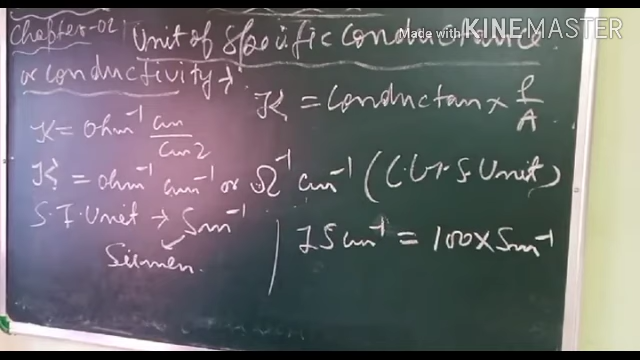 Made with KINEMASTER
Chapter-02 Unit of Specific Conductance
or conductivity →
K = Conductan × l/A
K = ohm⁻¹ cm/cm2
K = ohm⁻¹ cm⁻¹ or Ω⁻¹ cm⁻¹ (C.G.S. Unit)
S.I. Unit → Sm⁻¹
Siemen.
1 S cm⁻¹ = 100 × Sm⁻¹